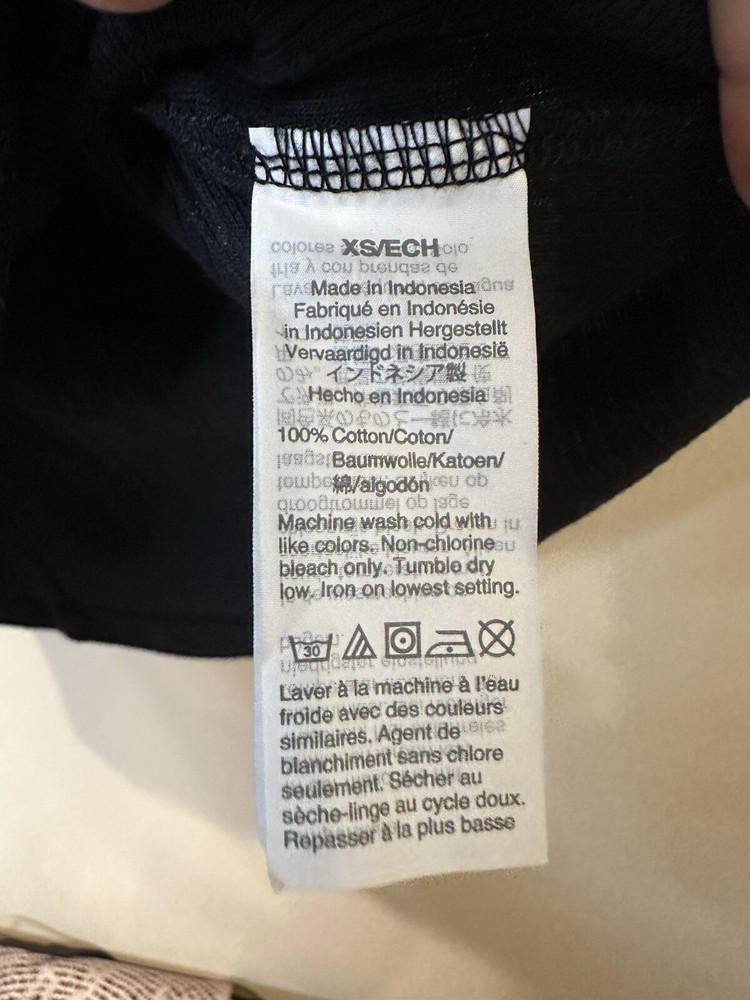 XS/ECH
Made in Indonesia
Fabriqué en Indonésie
in Indonesien Hergestellt
Vervaardigd in Indonesië
インドネシア製
Hecho en Indonesia
100% Cotton/Coton/
Baumwolle/Katoen/
綿/algodón
Machine wash cold with
like colors. Non-chlorine
bleach only. Tumble dry
low. Iron on lowest setting.
30
Laver à la machine à l'eau
froide avec des couleurs
similaires. Agent de
blanchiment sans chlore
seulement. Sécher au
sèche-linge au cycle doux.
Repasser à la plus basse